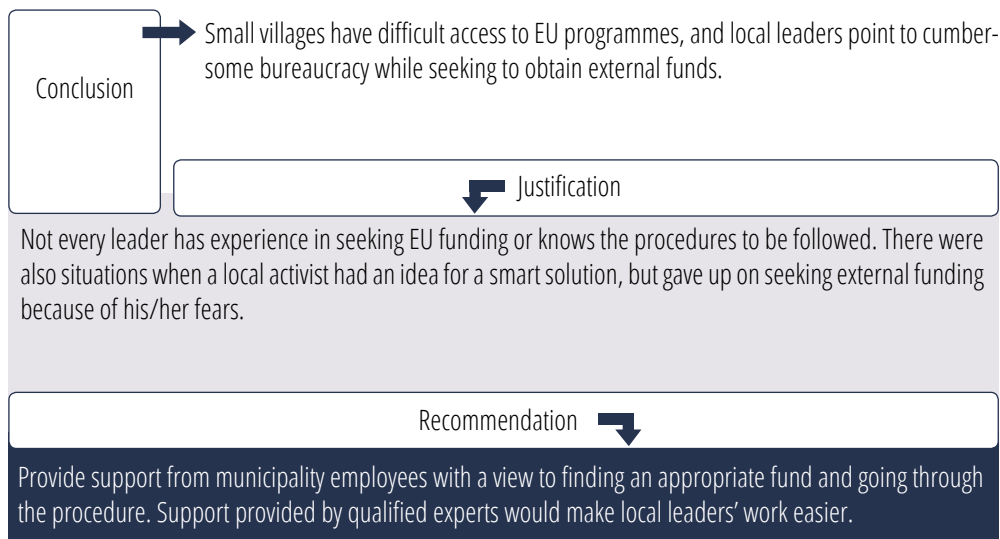 Conclusion
Small villages have difficult access to EU programmes, and local leaders point to cumber-
some bureaucracy while seeking to obtain external funds.
Justification
Not every leader has experience in seeking EU funding or knows the procedures to be followed. There were
also situations when a local activist had an idea for a smart solution, but gave up on seeking external funding
because of his/her fears.
Recommendation
Provide support from municipality employees with a view to finding an appropriate fund and going through
the procedure. Support provided by qualified experts would make local leaders’ work easier.